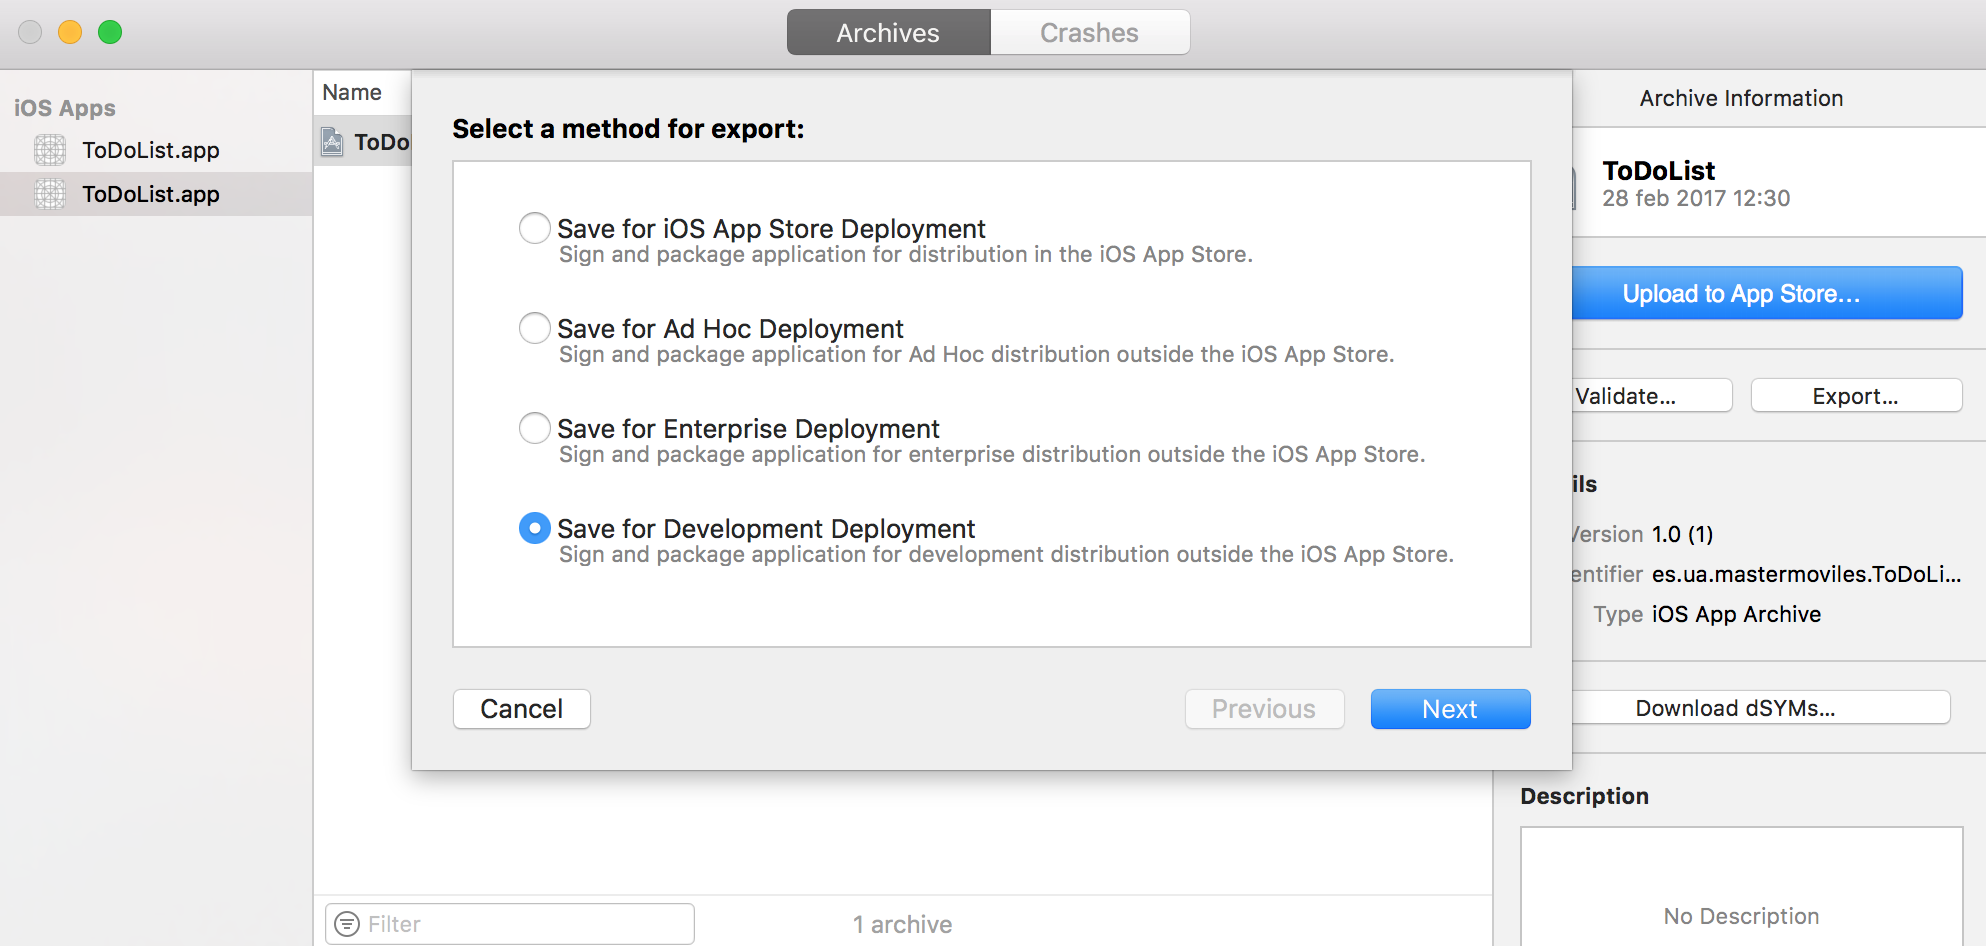 Archives
Crashes
iOS Apps
ToDoList.app
ToDoList.app
Name
ToDo
Select a method for export:
Save for iOS App Store Deployment
Sign and package application for distribution in the iOS App Store.
Save for Ad Hoc Deployment
Sign and package application for Ad Hoc distribution outside the iOS App Store.
Save for Enterprise Deployment
Sign and package application for enterprise distribution outside the iOS App Store.
Save for Development Deployment
Sign and package application for development distribution outside the iOS App Store.
Cancel
Previous
Next
Filter
1 archive
Archive Information
ToDoList
28 feb 2017 12:30
Upload to App Store...
Validate...
Export...
ils
Version 1.0 (1)
entifier es.ua.mastermoviles.ToDoLi...
Type iOS App Archive
Download dSYMs...
Description
No Description